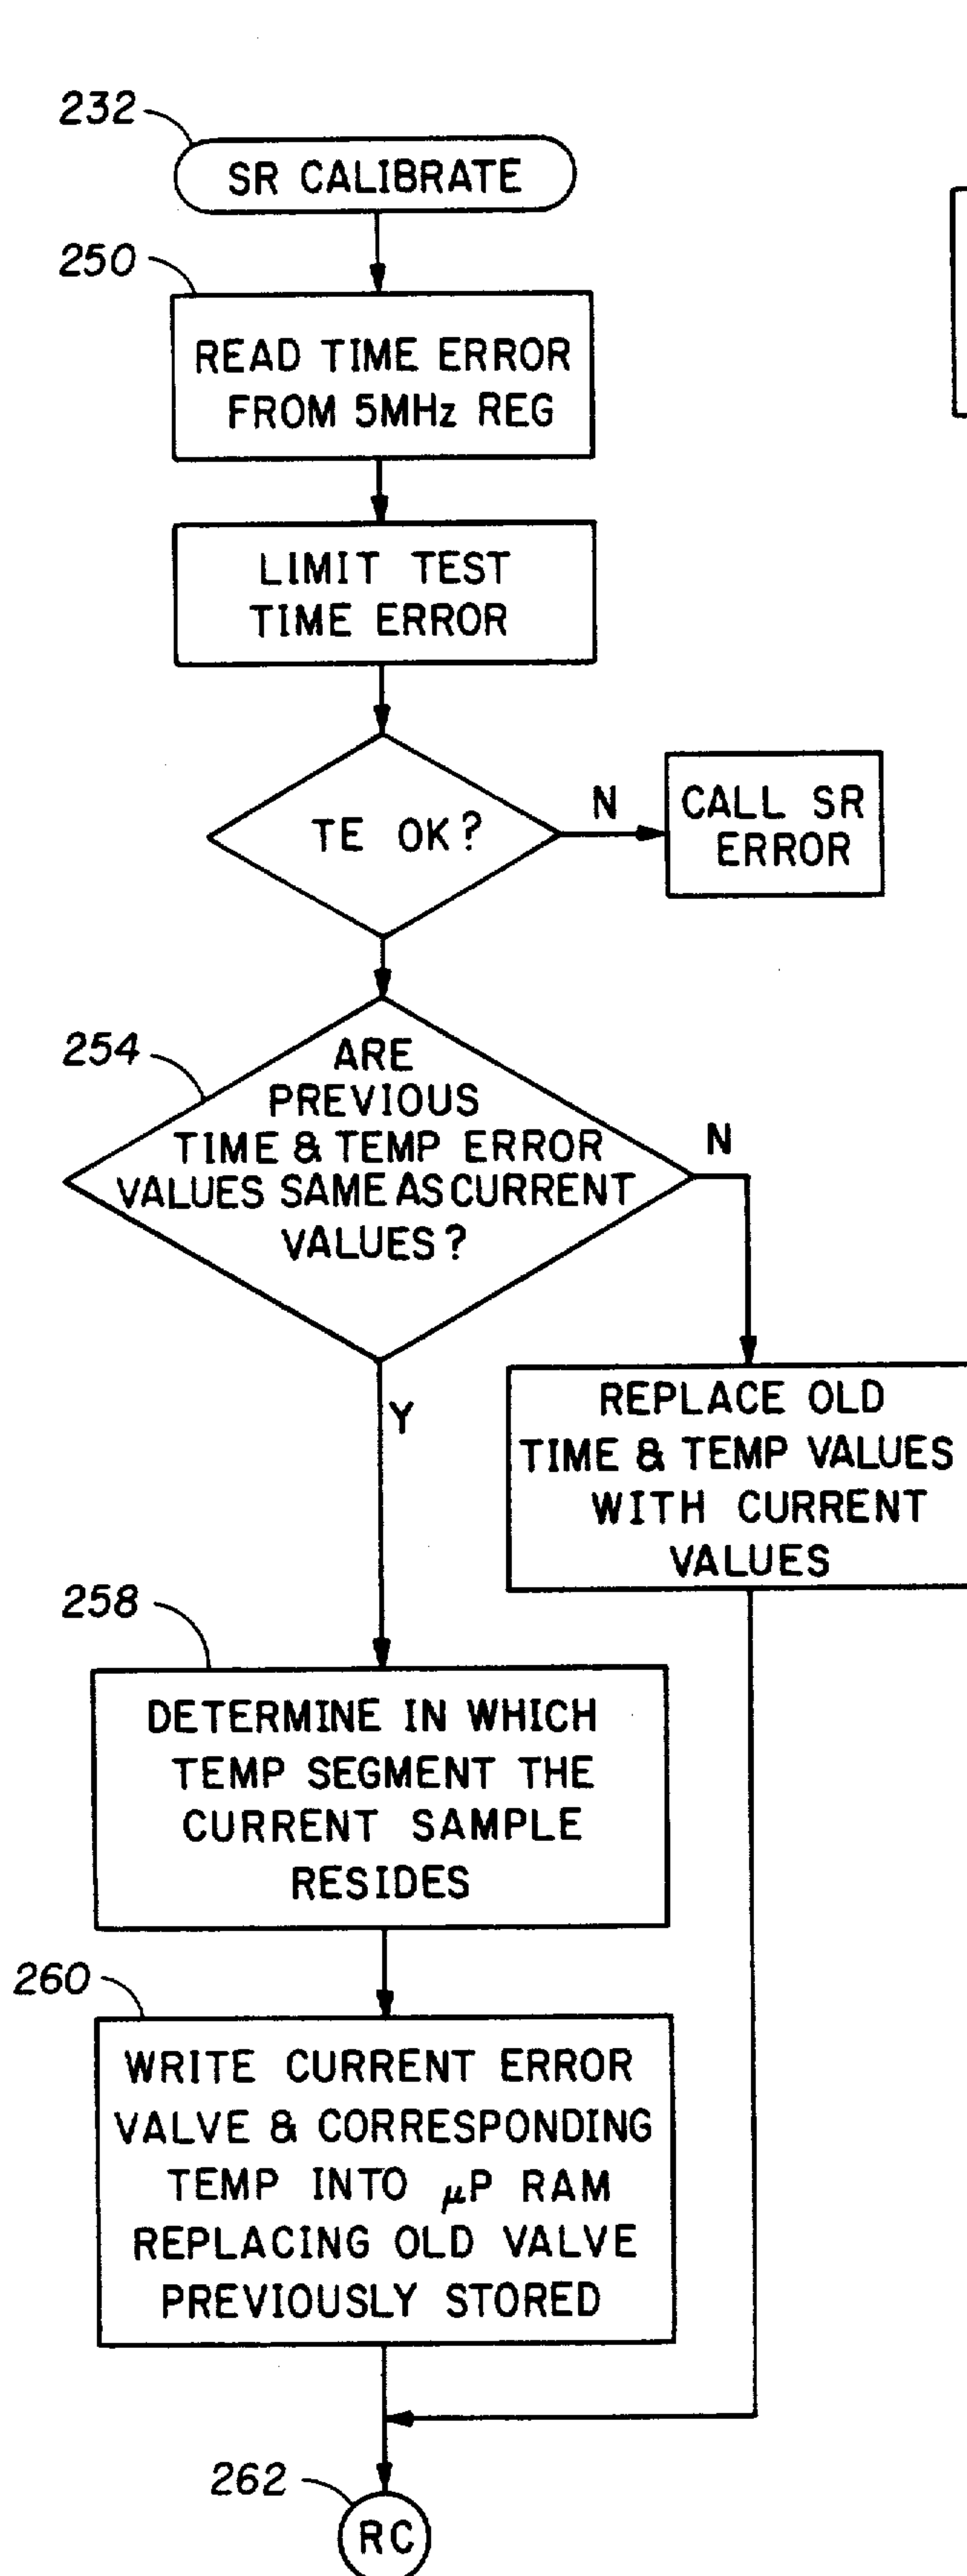 232
SR CALIBRATE
250
READ TIME ERROR
FROM 5MHz REG
LIMIT TEST
TIME ERROR
TE OK?
N
CALL SR
ERROR
254
ARE
PREVIOUS
TIME & TEMP ERROR
VALUES SAME AS CURRENT
VALUES?
N
Y
REPLACE OLD
TIME & TEMP VALUES
WITH CURRENT
VALUES
258
DETERMINE IN WHICH
TEMP SEGMENT THE
CURRENT SAMPLE
RESIDES
260
WRITE CURRENT ERROR
VALVE & CORRESPONDING
TEMP INTO μP RAM
REPLACING OLD VALVE
PREVIOUSLY STORED
262
RC